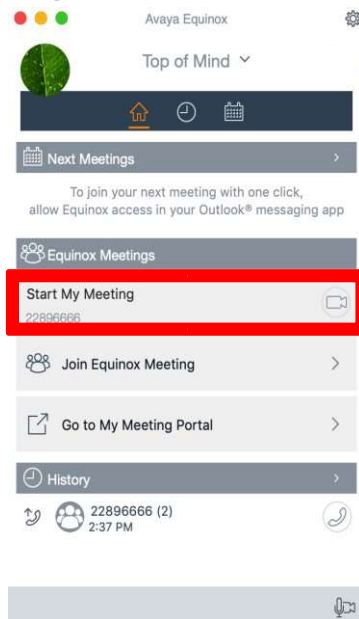 Avaya Equinox
Top of Mind
Next Meetings
To join your next meeting with one click,
allow Equinox access in your Outlook® messaging app
Equinox Meetings
Start My Meeting
22896666
Join Equinox Meeting
Go to My Meeting Portal
History
22896666 (2)
2:37 PM